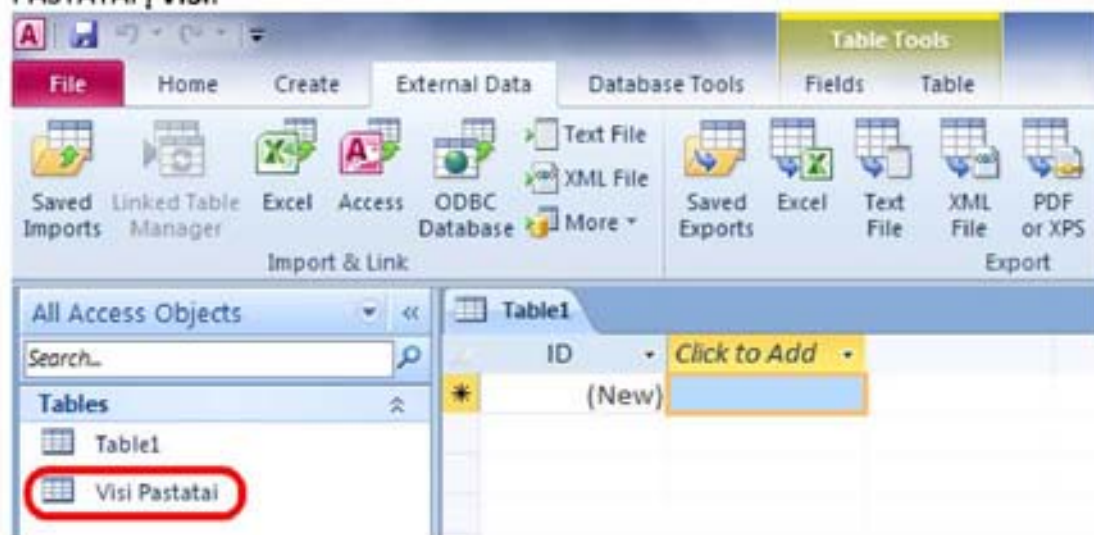 Table Tools
File Home Create External Data Database Tools Fields Table
Saved Imports
Linked Table Manager
Excel
Access
ODBC Database
Text File
XML File
More
Import & Link
Saved Exports
Excel
Text File
XML File
PDF or XPS
Export
All Access Objects
Search...
Tables
Table1
Visi Pastatai
Table1
ID Click to Add
(New)